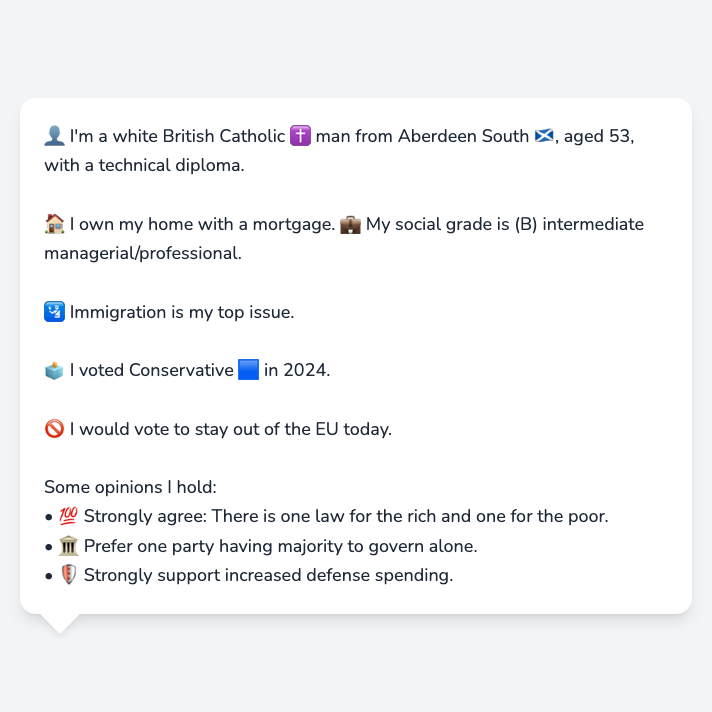 👤 I'm a white British Catholic ✝️ man from Aberdeen South 🏴󠁧󠁢󠁳󠁣󠁴󠁿, aged 53,
with a technical diploma.
🏠 I own my home with a mortgage. 💼 My social grade is (B) intermediate
managerial/professional.
🛂 Immigration is my top issue.
🗳️ I voted Conservative 🟦 in 2024.
🚫 I would vote to stay out of the EU today.
Some opinions I hold:
• 💯 Strongly agree: There is one law for the rich and one for the poor.
• 🏛️ Prefer one party having majority to govern alone.
• 🛡️ Strongly support increased defense spending.